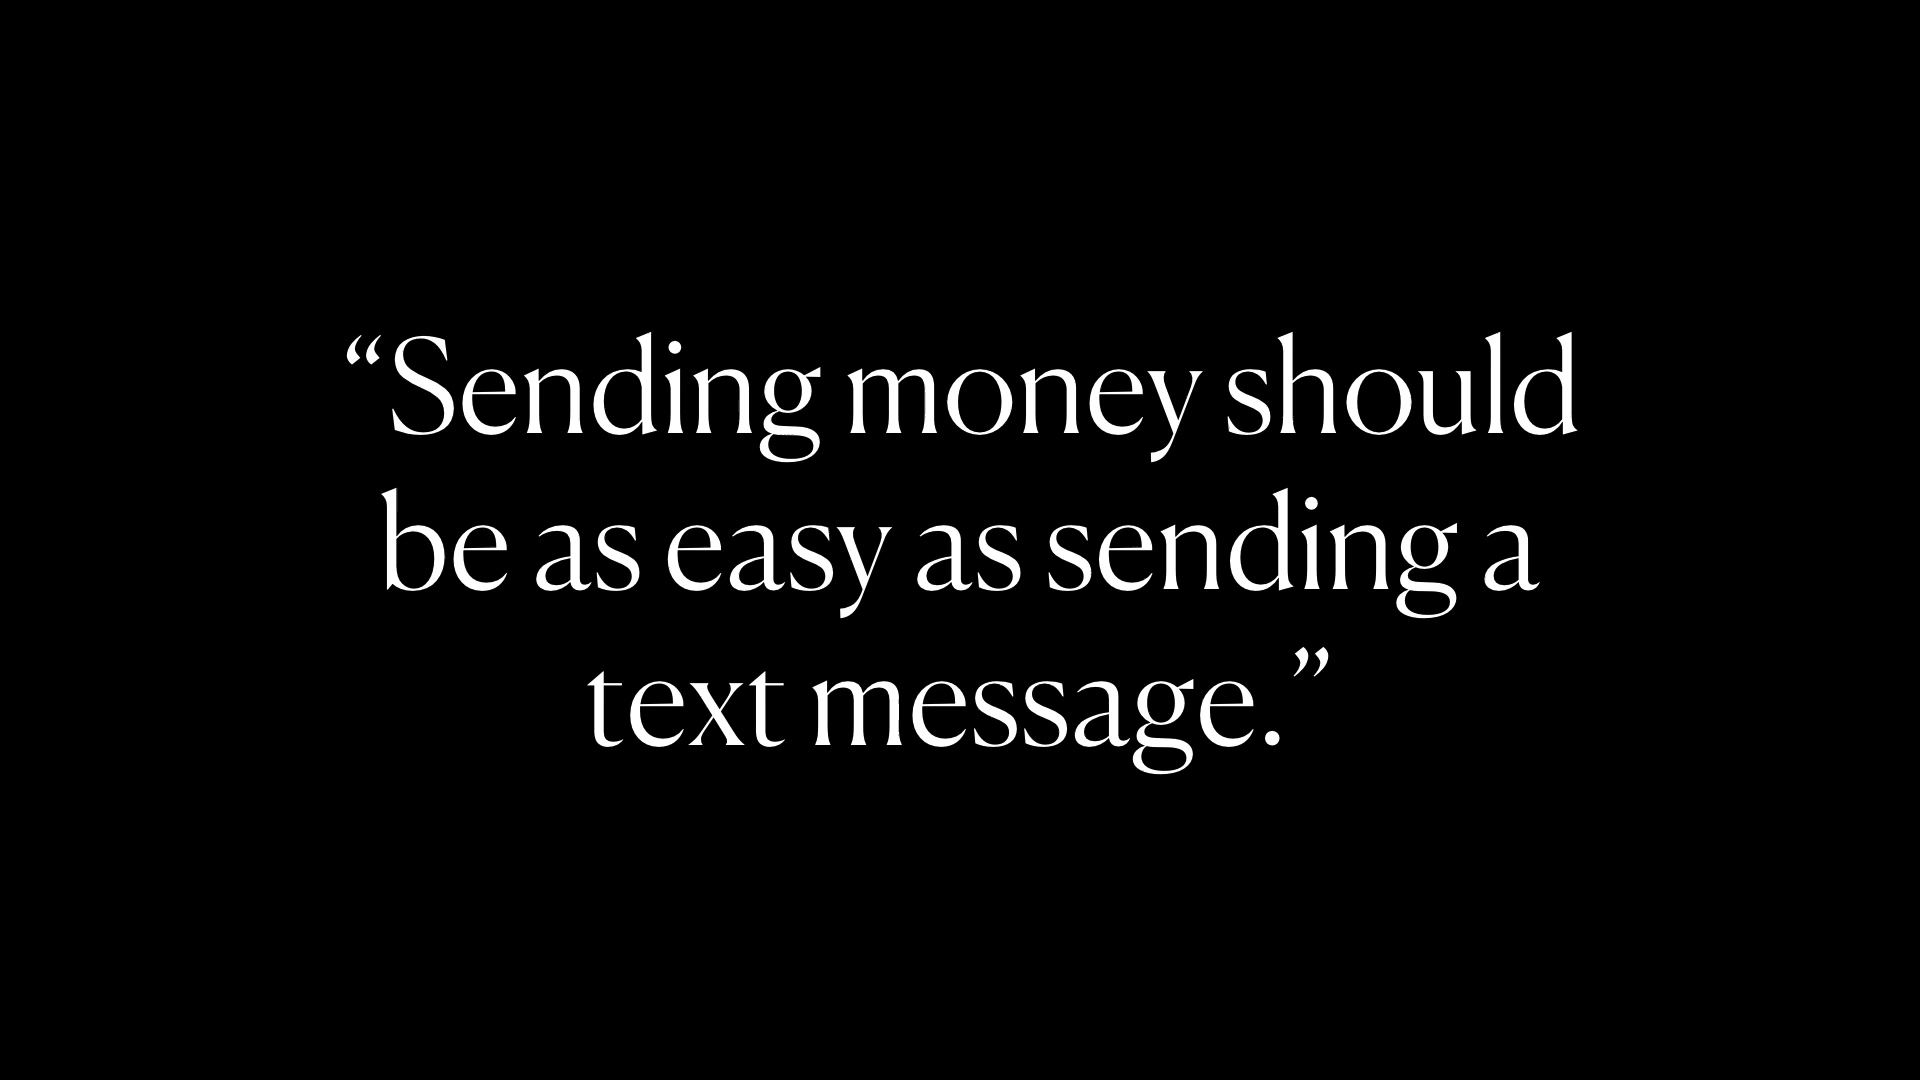 “Sending money should
be as easy as sending a
text message.”